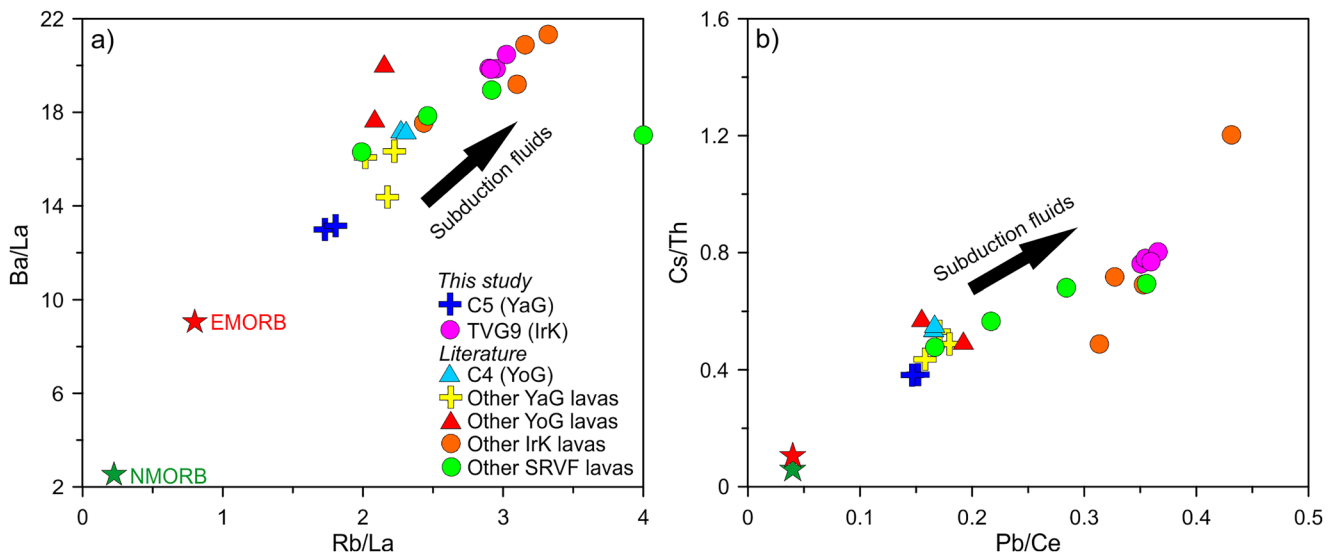 a)
22
18
14
10
6
2
Ba/La
0
1
2
3
4
Rb/La
Subduction fluids
EMORB
NMORB
This study
C5 (YaG)
TVG9 (IrK)
Literature
C4 (YoG)
Other YaG lavas
Other YoG lavas
Other IrK lavas
Other SRVF lavas
b)
1.6
1.2
0.8
0.4
0
Cs/Th
0
0.1
0.2
0.3
0.4
0.5
Pb/Ce
Subduction fluids